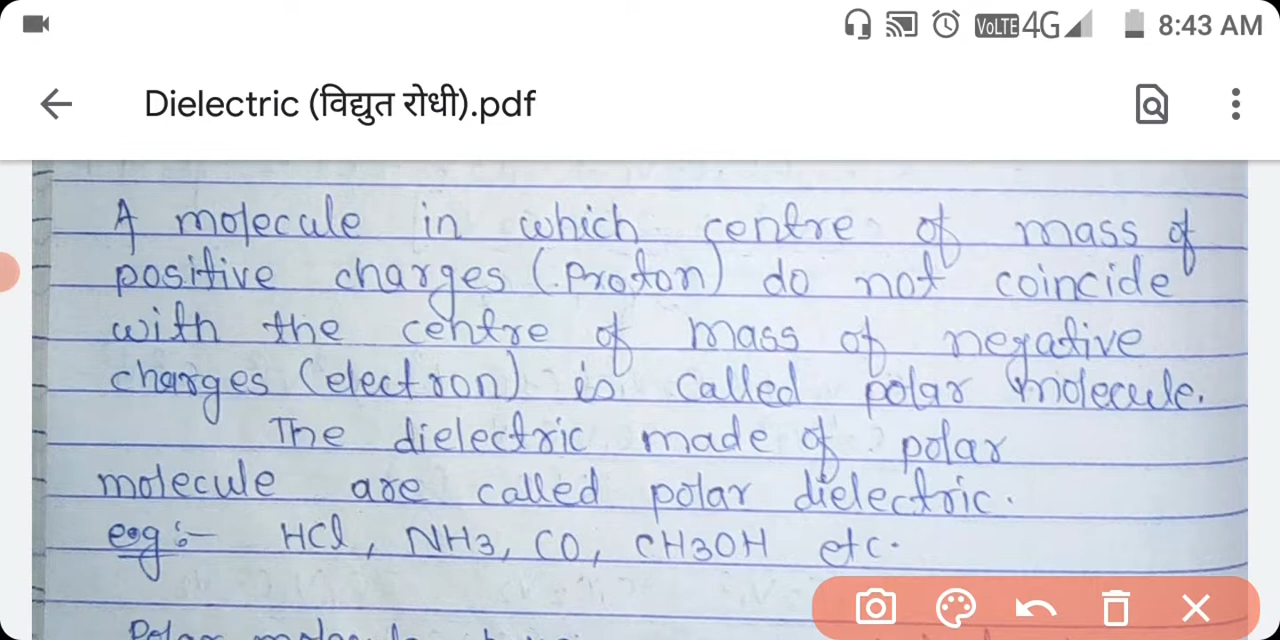 VoLTE 4G 8:43 AM
Dielectric (विद्युत रोधी).pdf
A molecule in which centre of mass of
positive charges (Proton) do not coincide
with the centre of mass of negative
charges (electron) is called polar molecule.
The dielectric made of polar
molecule are called polar dielectric.
eg:- HCl, NH3, CO, CH3OH etc.
Polar